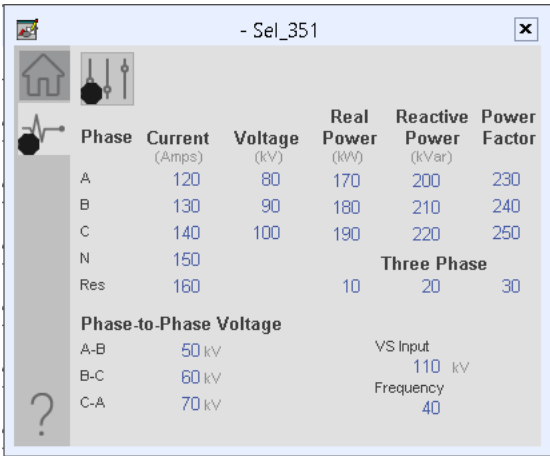 - Sel_351
Real Reactive Power
Phase Current Voltage Power Power Factor
(Amps) (kV) (kW) (kVar)
A 120 80 170 200 230
B 130 90 180 210 240
C 140 100 190 220 250
N 150 Three Phase
Res 160 10 20 30
Phase-to-Phase Voltage
A-B 50 kV VS Input
110 kV
B-C 60 kV Frequency
C-A 70 kV 40
?